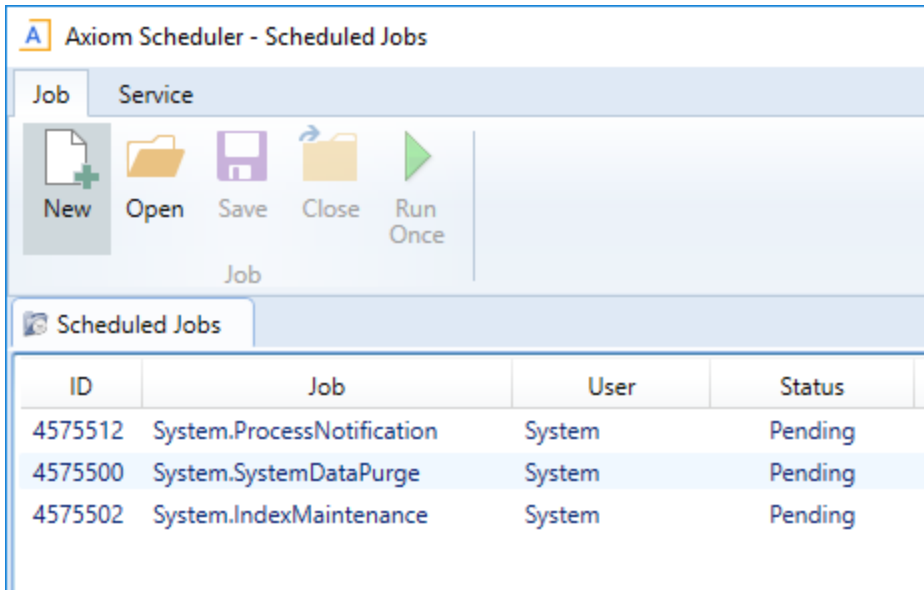 A Axiom Scheduler - Scheduled Jobs
Job Service
New Open Save Close Run Once
Job
Scheduled Jobs
ID Job User Status
4575512 System.ProcessNotification System Pending
4575500 System.SystemDataPurge System Pending
4575502 System.IndexMaintenance System Pending